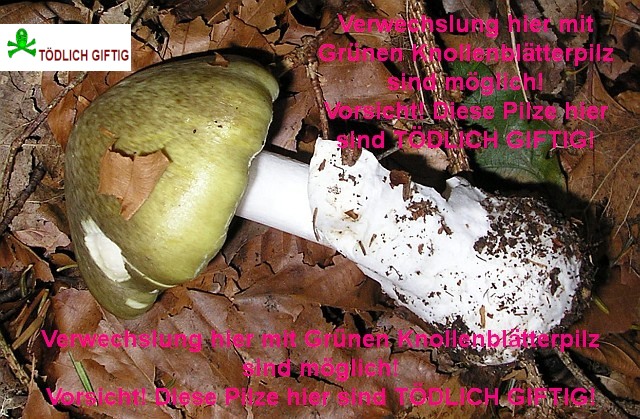 TÖDLICH GIFTIG
Verwechslung hier mit
Grünen Knollenblätterpilz
sind möglich!
Vorsicht! Diese Pilze hier
sind TÖDLICH GIFTIG!
Verwechslung hier mit Grünen Knollenblätterpilz
sind möglich!
Vorsicht! Diese Pilze hier sind TÖDLICH GIFTIG!